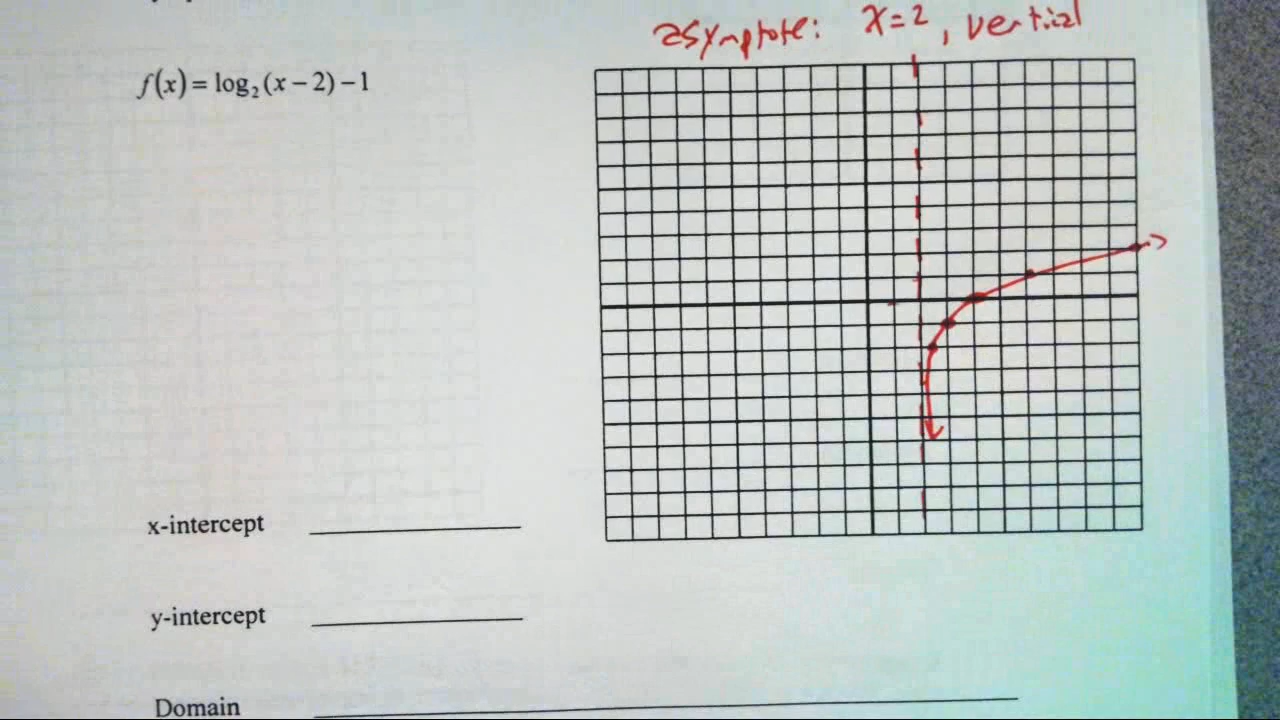 asymptote: x=2, vertical
f(x) = log₂(x − 2) − 1
x-intercept
y-intercept
Domain